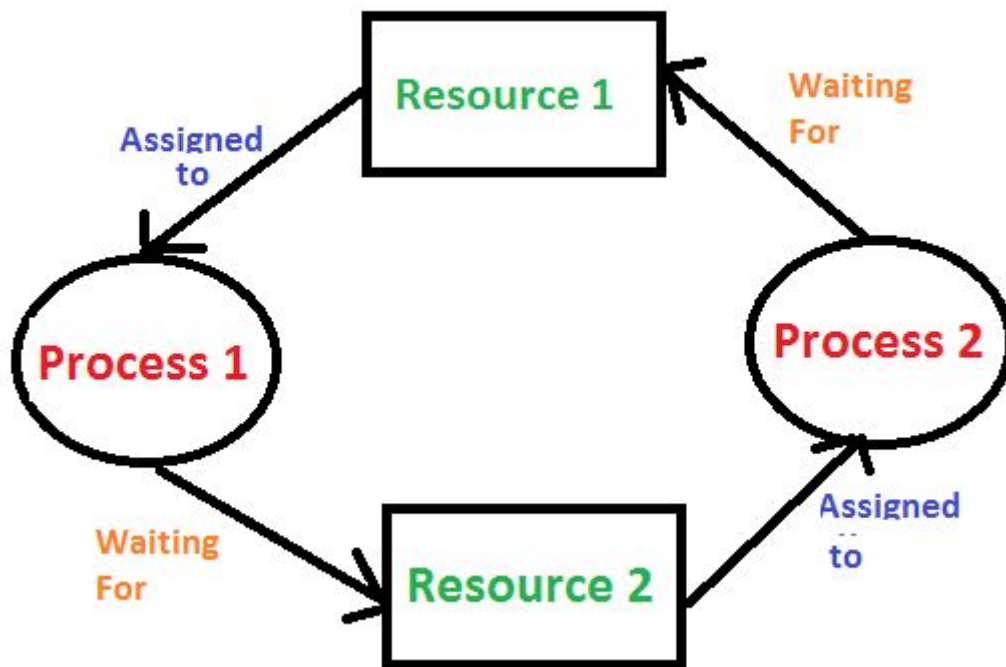 Resource 1
Waiting
For
Assigned
to
Process 1
Process 2
Waiting
For
Resource 2
Assigned
to